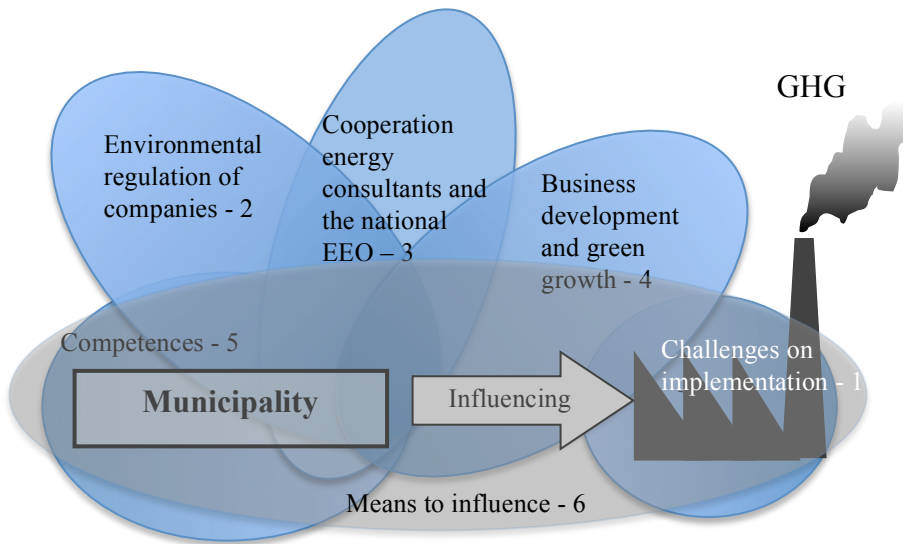 GHG
Environmental
regulation of
companies - 2
Cooperation
energy
consultants and
the national
EEO – 3
Business
development
and green
growth - 4
Competences - 5
Municipality
Influencing
Challenges on
implementation - 1
Means to influence - 6